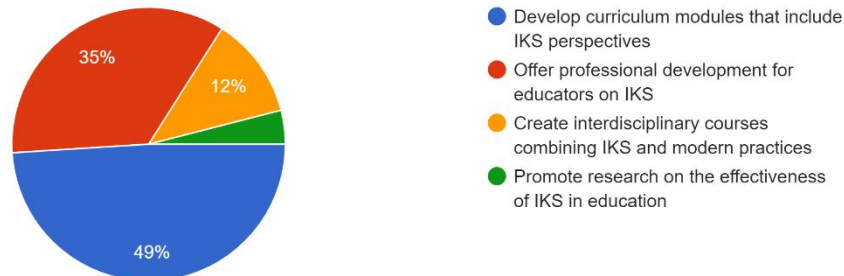 35%
12%
49%
Develop curriculum modules that include
IKS perspectives
Offer professional development for
educators on IKS
Create interdisciplinary courses
combining IKS and modern practices
Promote research on the effectiveness
of IKS in education